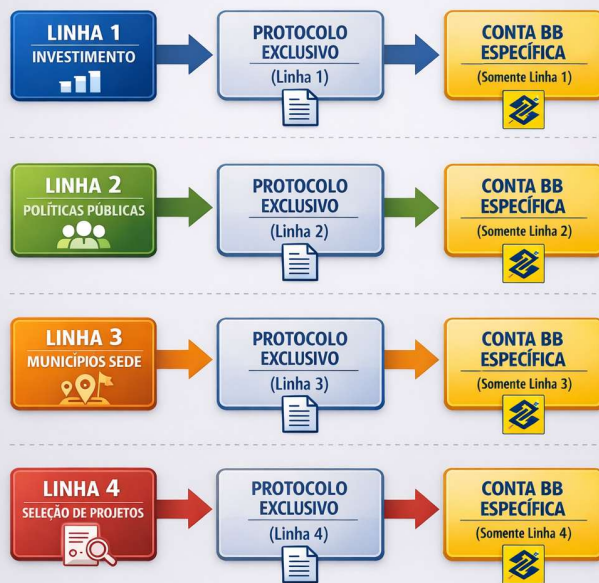 LINHA 1
INVESTIMENTO
PROTOCOLO
EXCLUSIVO
(Linha 1)
CONTA BB
ESPECÍFICA
(Somente Linha 1)
LINHA 2
POLÍTICAS PÚBLICAS
PROTOCOLO
EXCLUSIVO
(Linha 2)
CONTA BB
ESPECÍFICA
(Somente Linha 2)
LINHA 3
MUNICÍPIOS SEDE
PROTOCOLO
EXCLUSIVO
(Linha 3)
CONTA BB
ESPECÍFICA
(Somente Linha 3)
LINHA 4
SELEÇÃO DE PROJETOS
PROTOCOLO
EXCLUSIVO
(Linha 4)
CONTA BB
ESPECÍFICA
(Somente Linha 4)